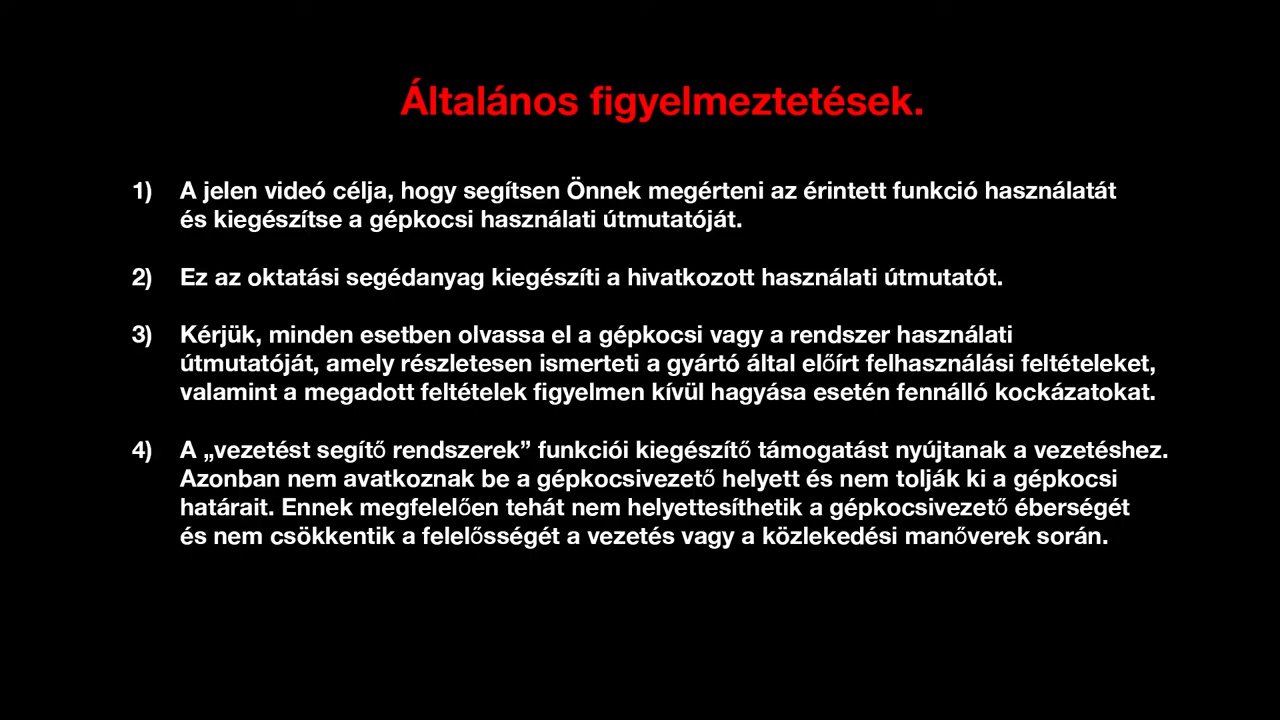 Általános figyelmeztetések.
1) A jelen videó célja, hogy segítsen Önnek megérteni az érintett funkció használatát
és kiegészítse a gépkocsi használati útmutatóját.
2) Ez az oktatási segédanyag kiegészíti a hivatkozott használati útmutatót.
3) Kérjük, minden esetben olvassa el a gépkocsi vagy a rendszer használati
útmutatóját, amely részletesen ismerteti a gyártó által előírt felhasználási feltételeket,
valamint a megadott feltételek figyelmen kívül hagyása esetén fennálló kockázatokat.
4) A „vezetést segítő rendszerek” funkciói kiegészítő támogatást nyújtanak a vezetéshez.
Azonban nem avatkoznak be a gépkocsivezető helyett és nem tolják ki a gépkocsi
határait. Ennek megfelelően tehát nem helyettesíthetik a gépkocsivezető éberségét
és nem csökkentik a felelősségét a vezetés vagy a közlekedési manőverek során.